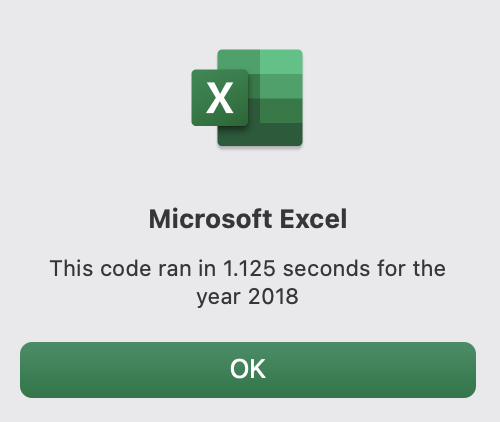 X
Microsoft Excel
This code ran in 1.125 seconds for the
year 2018
OK